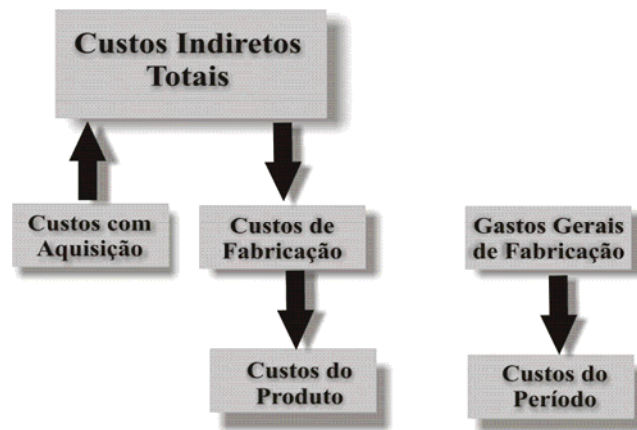 Custos Indiretos
Totais
Custos com
Aquisição
Custos de
Fabricação
Gastos Gerais
de Fabricação
Custos do
Produto
Custos do
Período